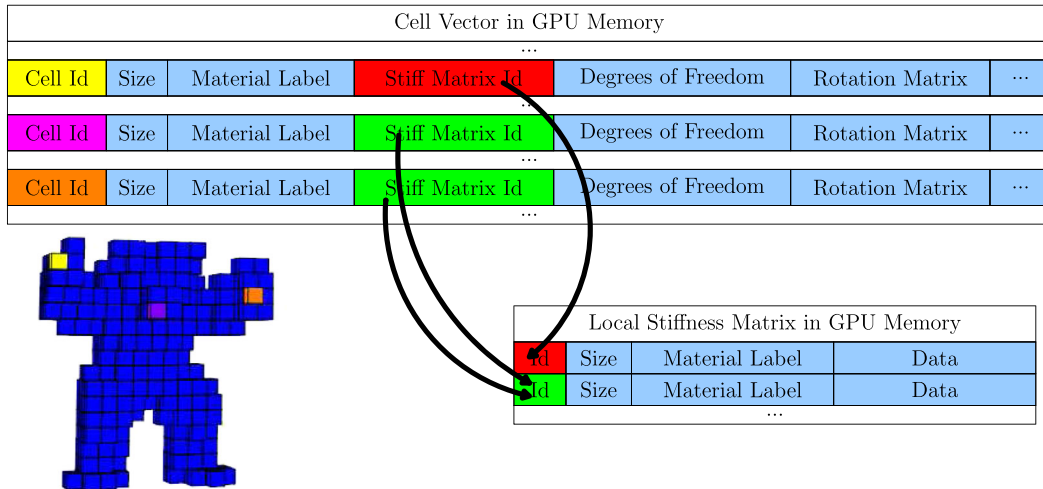 Cell Vector in GPU Memory
...
Cell Id Size Material Label Stiff Matrix Id Degrees of Freedom Rotation Matrix ...
...
Cell Id Size Material Label Stiff Matrix Id Degrees of Freedom Rotation Matrix ...
...
Cell Id Size Material Label Stiff Matrix Id Degrees of Freedom Rotation Matrix ...
...
Local Stiffness Matrix in GPU Memory
Id Size Material Label Data
Id Size Material Label Data
...